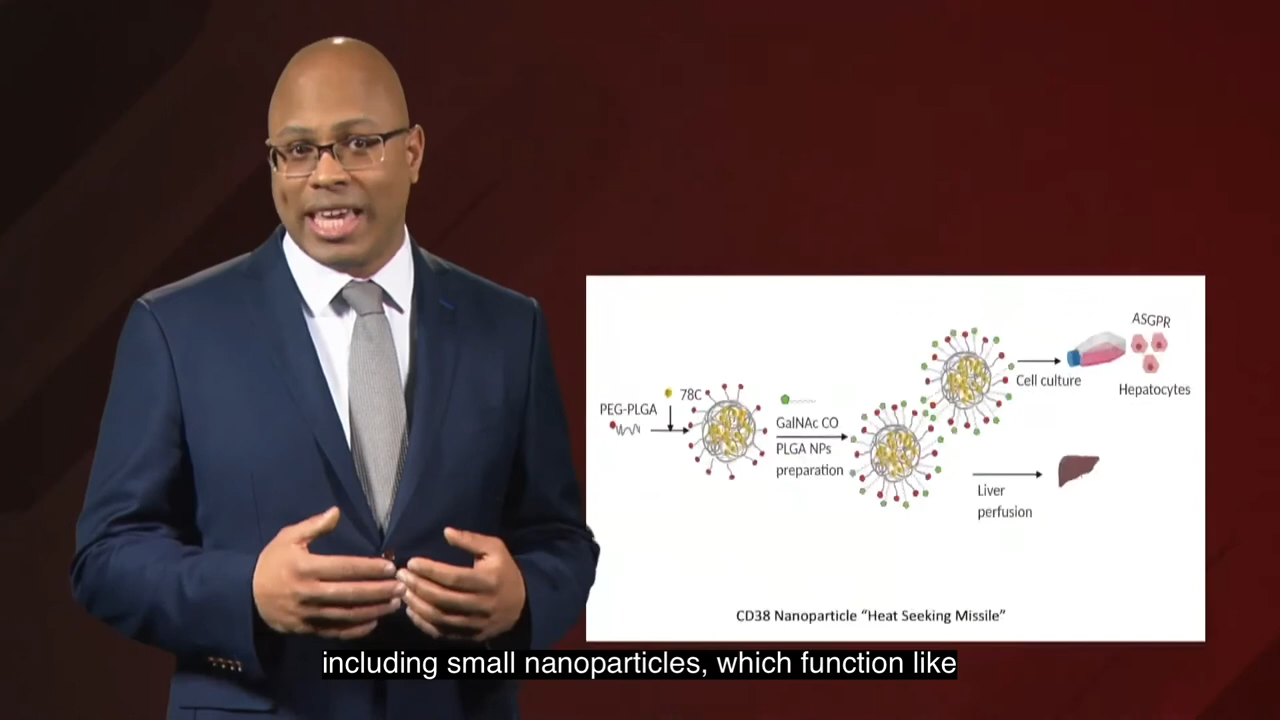 ASGPR
78C
PEG-PLGA
Cell culture
Hepatocytes
GalNAc CO
PLGA NPs
preparation
Liver
perfusion
CD38 Nanoparticle “Heat Seeking Missile”
including small nanoparticles, which function like